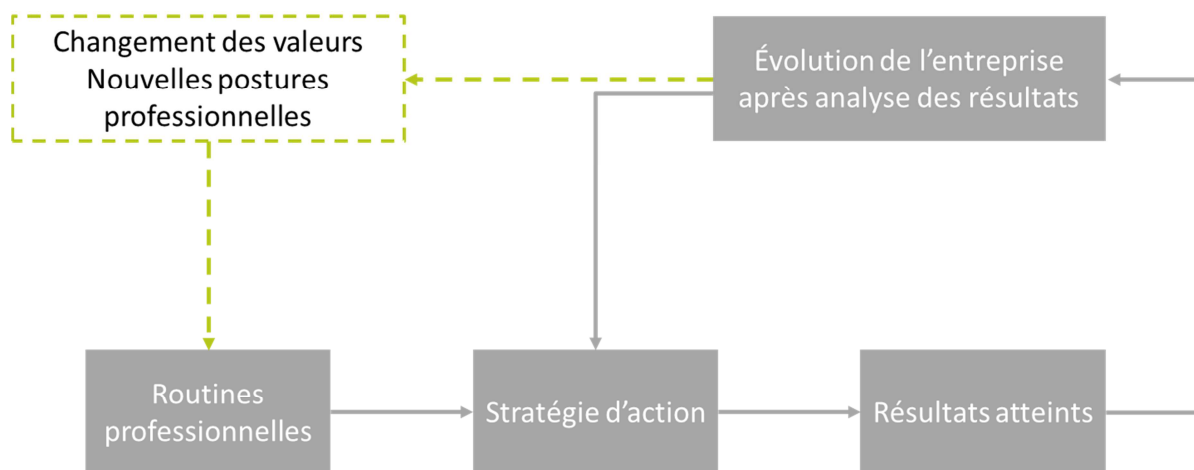 Changement des valeurs
Nouvelles postures
professionnelles
Évolution de l’entreprise
après analyse des résultats
Routines
professionnelles
Stratégie d’action
Résultats atteints